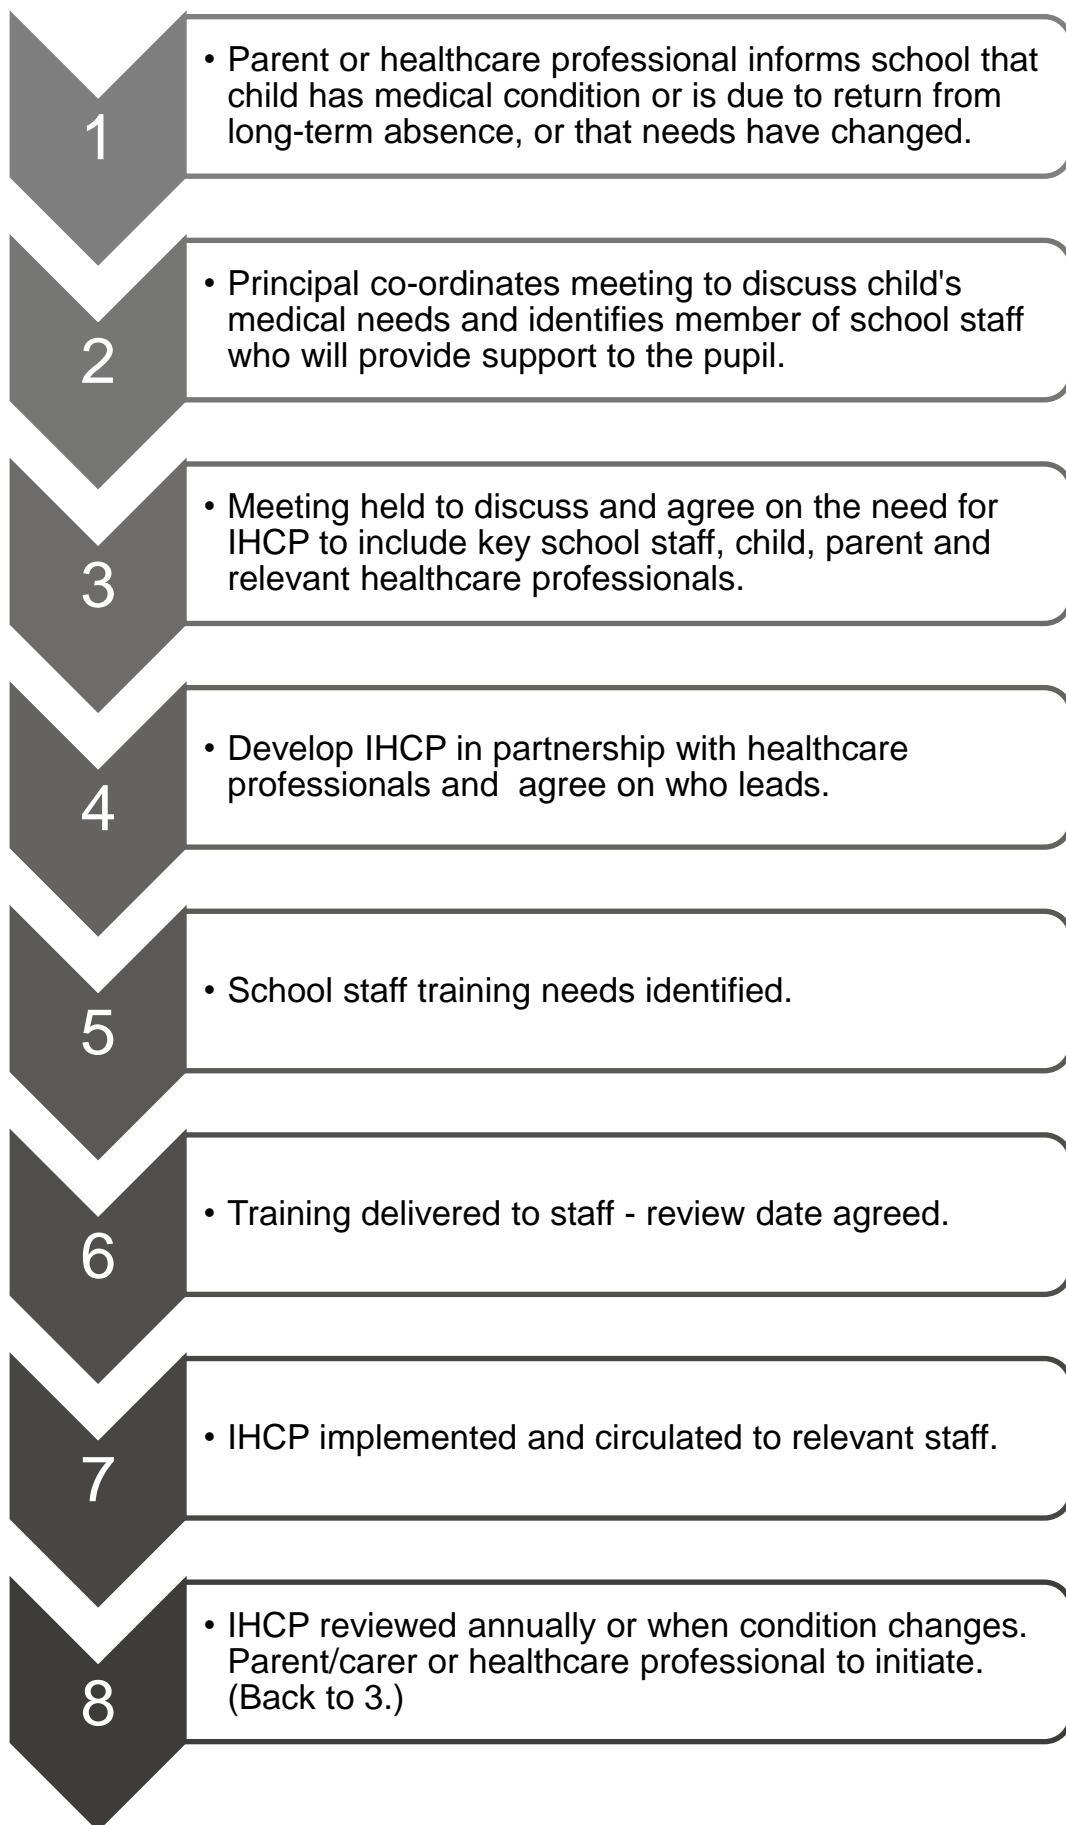 1
• Parent or healthcare professional informs school that
child has medical condition or is due to return from
long-term absence, or that needs have changed.
2
• Principal co-ordinates meeting to discuss child's
medical needs and identifies member of school staff
who will provide support to the pupil.
3
• Meeting held to discuss and agree on the need for
IHCP to include key school staff, child, parent and
relevant healthcare professionals.
4
• Develop IHCP in partnership with healthcare
professionals and  agree on who leads.
5
• School staff training needs identified.
6
• Training delivered to staff - review date agreed.
7
• IHCP implemented and circulated to relevant staff.
8
• IHCP reviewed annually or when condition changes.
Parent/carer or healthcare professional to initiate.
(Back to 3.)